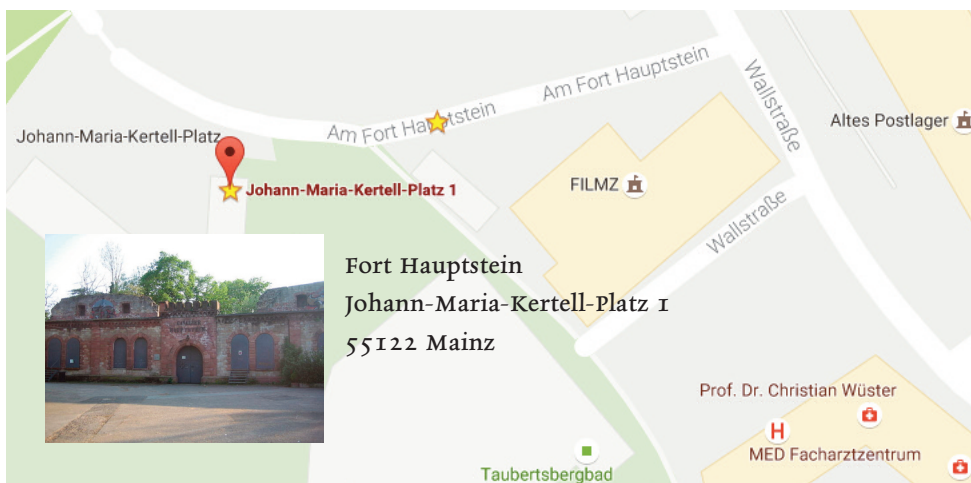 Am Fort Hauptstein
Wallstraße
Am Fort Hauptstein
Johann-Maria-Kertell-Platz
Altes Postlager
Johann-Maria-Kertell-Platz 1
FILMZ
Wallstraße
Fort Hauptstein
Johann-Maria-Kertell-Platz 1
55122 Mainz
Prof. Dr. Christian Wüster
H
MED Facharztzentrum
Taubertsbergbad